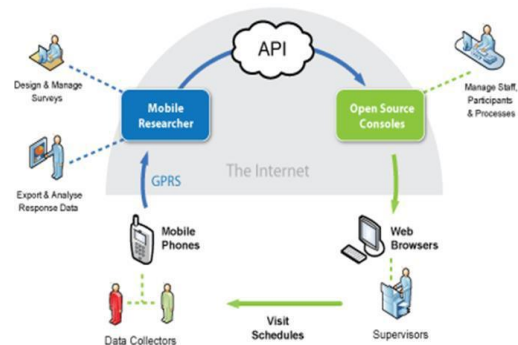 API
Design & Manage
Surveys
Mobile
Researcher
Open Source
Consoles
Manage Staff,
Participants
& Processes
Export & Analyse
Response Data
GPRS
The Internet
Mobile
Phones
Web
Browsers
Data Collectors
Visit
Schedules
Supervisors